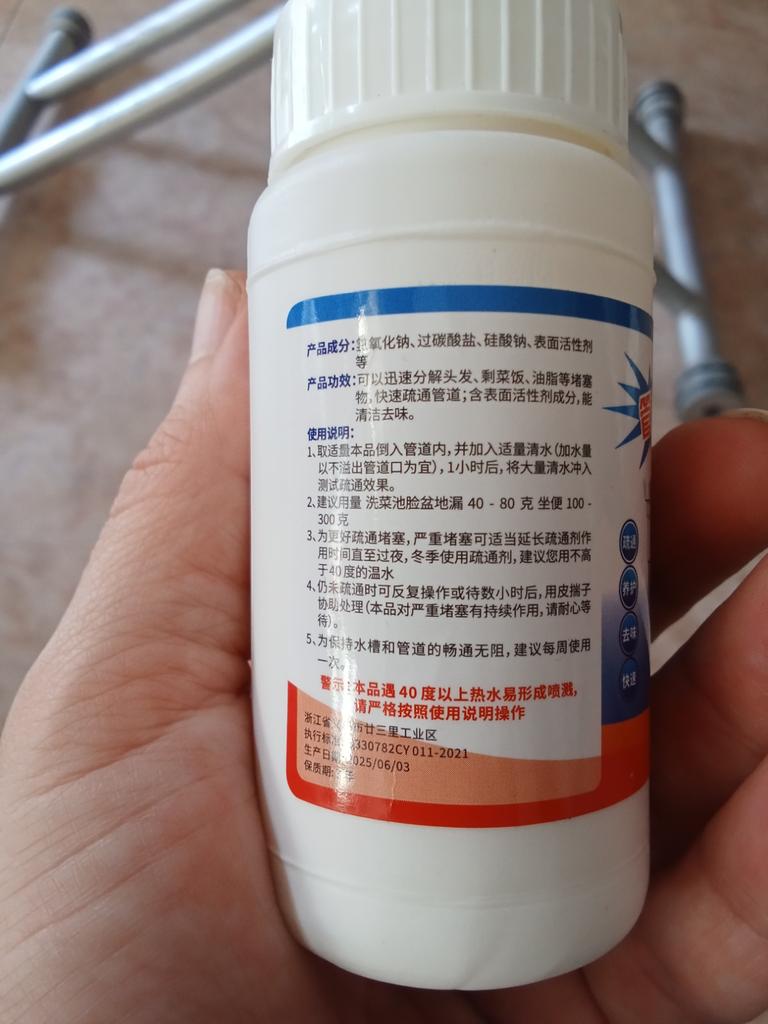 产品成分:氢氧化钠、过碳酸盐、硅酸钠、表面活性剂
等
产品功效:可以迅速分解头发、剩菜饭、油脂等堵塞
物,快速疏通管道;含表面活性剂成分,能
清洁去味。
使用说明:
1、取适量本品倒入管道内,并加入适量清水(加水量
以不溢出管道口为宜),1小时后,将大量清水冲入
测试疏通效果。
2、建议用量 洗菜池脸盆地漏 40 - 80 克 坐便 100 -
300克
3、为更好疏通堵塞,严重堵塞可适当延长疏通剂作
用时间直至过夜,冬季使用疏通剂,建议您用不高
于40度的温水
4、仍未疏通时可反复操作或待数小时后,用皮揣子
协助处理(本品对严重堵塞有持续作用,请耐心等
待)。
5、为保持水槽和管道的畅通无阻,建议每周使用
一次。
警示:本品遇 40 度以上热水易形成喷溅,
请严格按照使用说明操作
浙江省 市廿三里工业区
执行标准 330782CY 011-2021
生产日期:2025/06/03
保质期: 年
管
疏通
养护
去味
快速